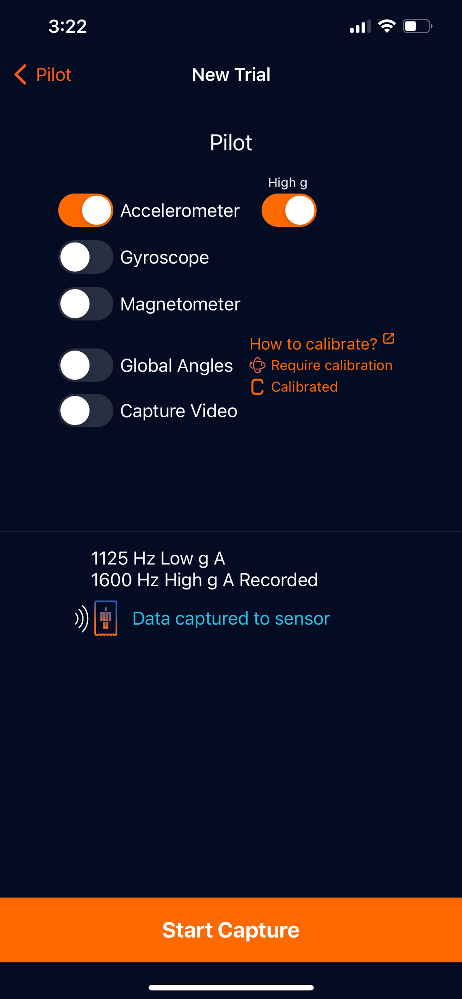 3:22
Pilot
New Trial
Pilot
High g
Accelerometer
Gyroscope
Magnetometer
How to calibrate?
Global Angles
Require calibration
Calibrated
Capture Video
1125 Hz Low g A
1600 Hz High g A Recorded
Data captured to sensor
Start Capture